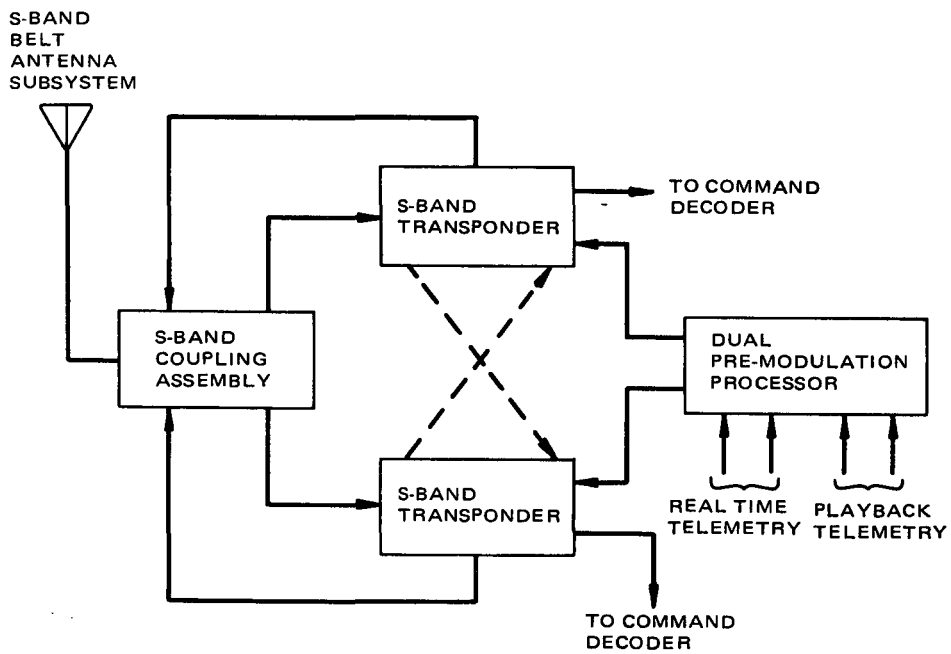 S-BAND
BELT
ANTENNA
SUBSYSTEM
S-BAND
TRANSPONDER
TO COMMAND
DECODER
S-BAND
COUPLING
ASSEMBLY
DUAL
PRE-MODULATION
PROCESSOR
S-BAND
TRANSPONDER
REAL TIME
TELEMETRY
PLAYBACK
TELEMETRY
TO COMMAND
DECODER